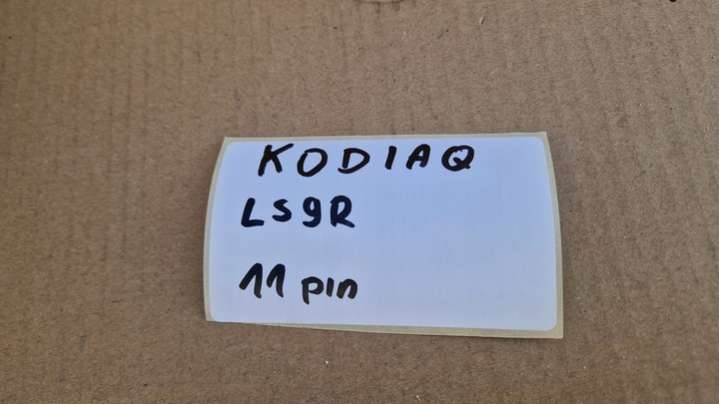 KODIAQ
LS9R
11 pin